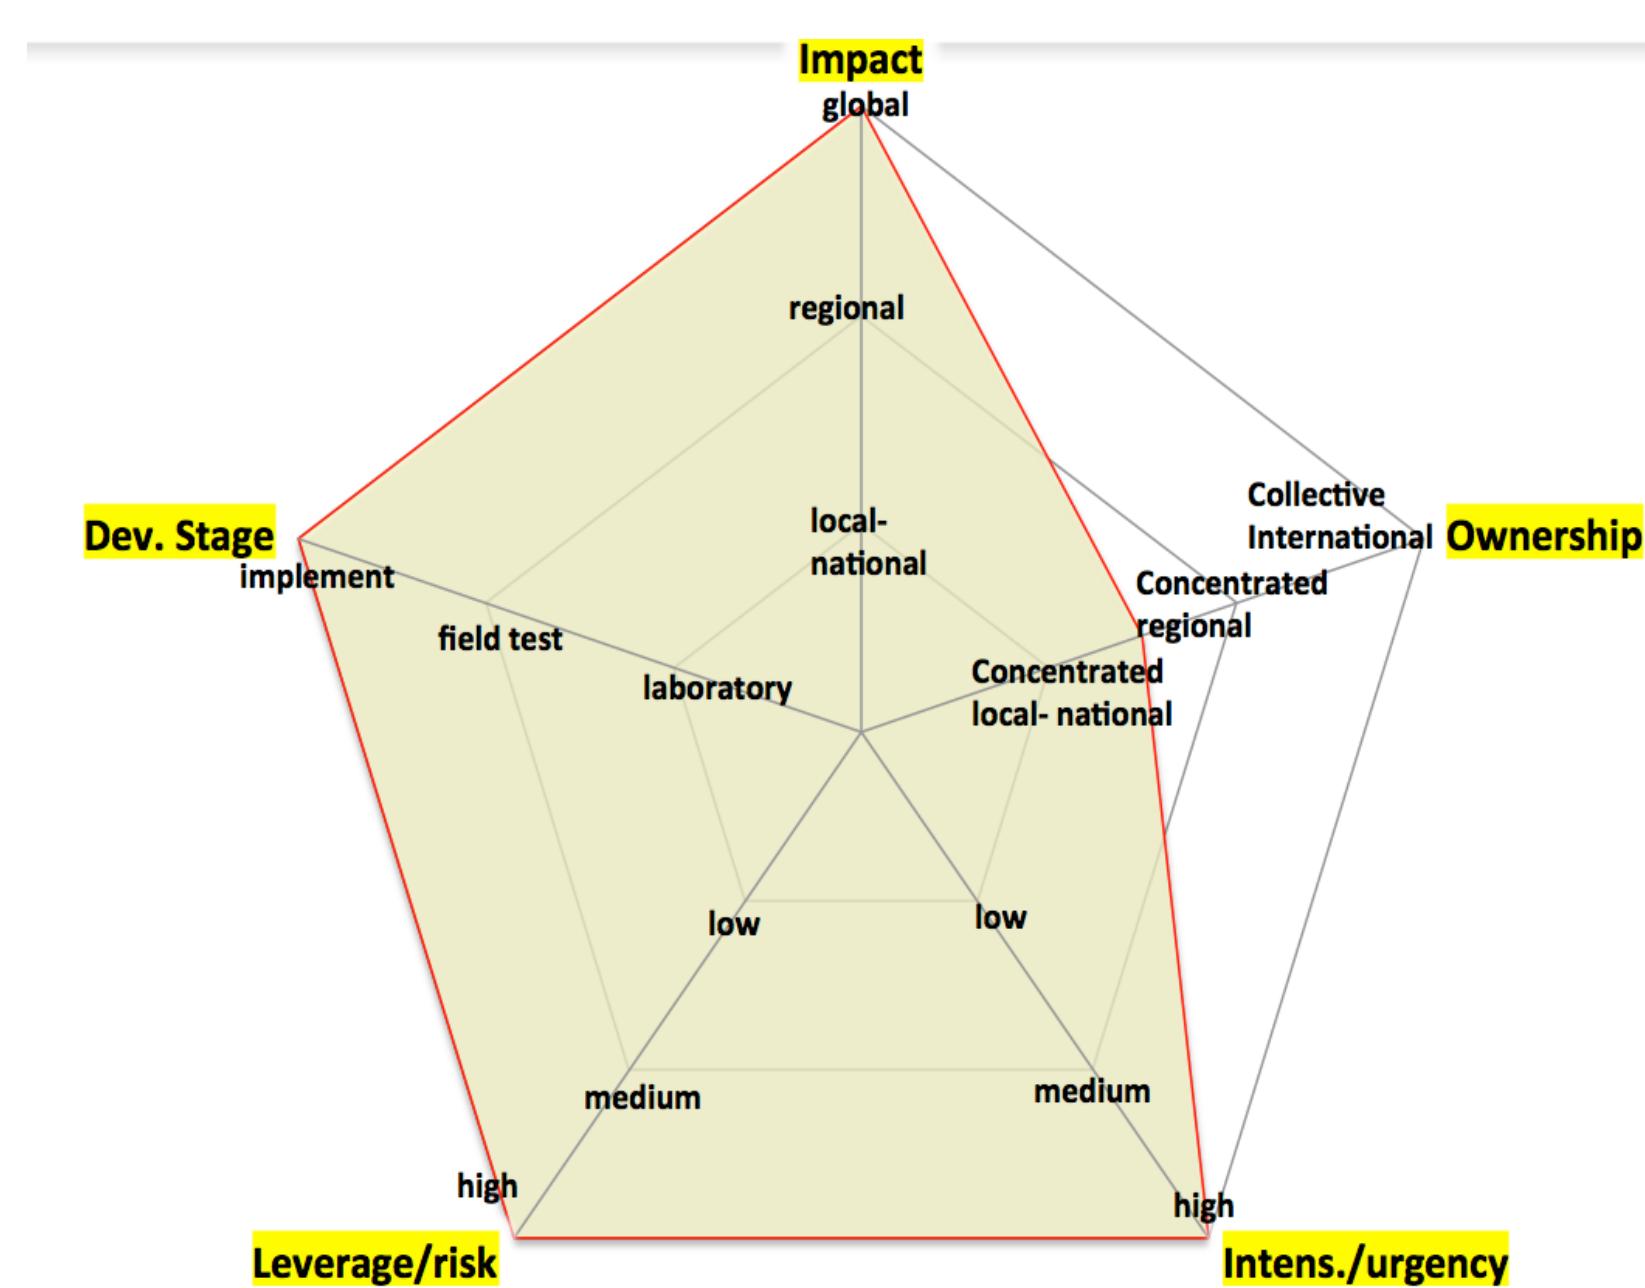 Impact
global
regional
local-
national
Collective
International
Ownership
Concentrated
regional
Concentrated
local- national
Dev. Stage
implement
field test
laboratory
low
low
medium
medium
high
high
Leverage/risk
Intens./urgency